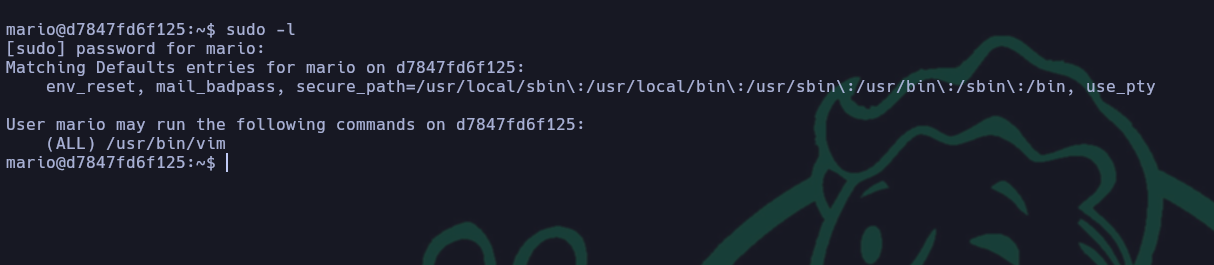 mario@d7847fd6f125:~$ sudo -l
[sudo] password for mario:
Matching Defaults entries for mario on d7847fd6f125:
    env_reset, mail_badpass, secure_path=/usr/local/sbin\:/usr/local/bin\:/usr/sbin\:/usr/bin\:/sbin\:/bin, use_pty

User mario may run the following commands on d7847fd6f125:
    (ALL) /usr/bin/vim
mario@d7847fd6f125:~$